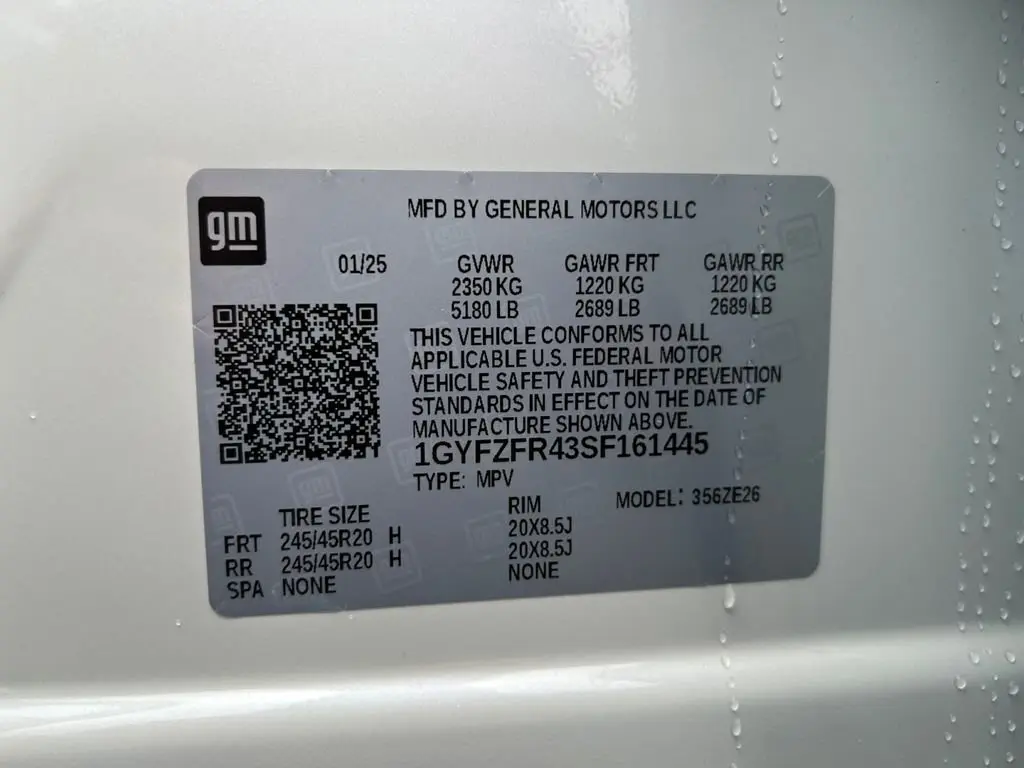 gm
MFD BY GENERAL MOTORS LLC
01/25 GVWR GAWR FRT GAWR RR
2350 KG 1220 KG 1220 KG
5180 LB 2689 LB 2689 LB
THIS VEHICLE CONFORMS TO ALL
APPLICABLE U.S. FEDERAL MOTOR
VEHICLE SAFETY AND THEFT PREVENTION
STANDARDS IN EFFECT ON THE DATE OF
MANUFACTURE SHOWN ABOVE.
1GYFZFR43SF161445
TYPE: MPV
TIRE SIZE RIM MODEL: 356ZE26
FRT 245/45R20 H 20X8.5J
RR 245/45R20 H 20X8.5J
SPA NONE NONE